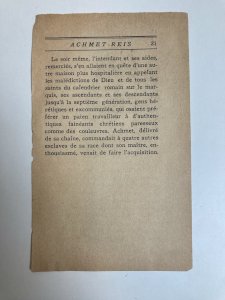 ACHMET-REIS 21
Le soir même, l'intendant et ses aides,
remerciés, s'en allaient en quête d'une au-
tre maison plus hospitalière en appelant
les malédictions de Dieu et de tous les
saints du calendrier romain sur le mar-
quis, ses ascendants et ses descendants
jusqu'à la septième génération, gens hé-
rétiques et excommuniés, qui osaient pré-
férer un païen travailleur à d'authen-
tiques fainéants chrétiens paresseux
comme des couleuvres. Achmet, délivré
de sa chaîne, commandait à quatre autres
esclaves de sa race dont son maître, en-
thousiasmé, venait de faire l'acquisition.